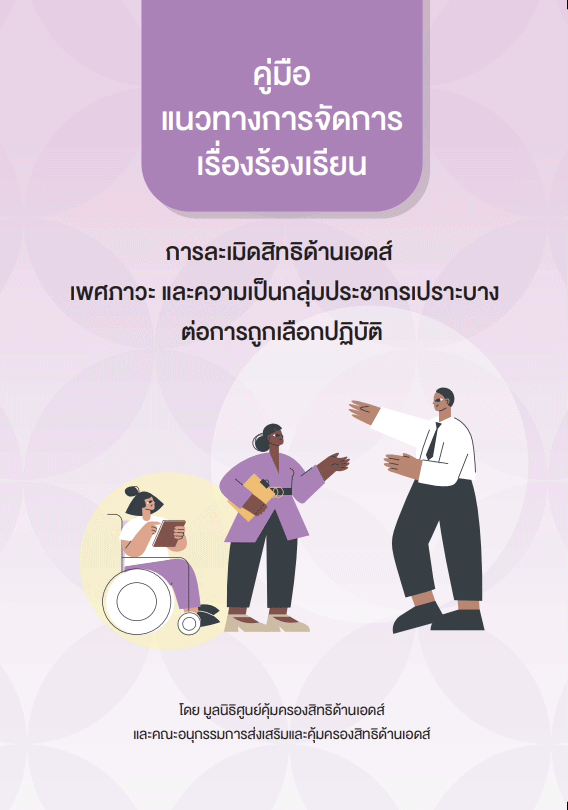 คู่มือ
แนวทางการจัดการ
เรื่องร้องเรียน
การละเมิดสิทธิด้านเอดส์
เพศภาวะ และความเป็นกลุ่มประชากรเปราะบาง
ต่อการถูกเลือกปฏิบัติ
โดย มูลนิธิศูนย์คุ้มครองสิทธิด้านเอดส์
และคณะอนุกรรมการส่งเสริมและคุ้มครองสิทธิด้านเอดส์